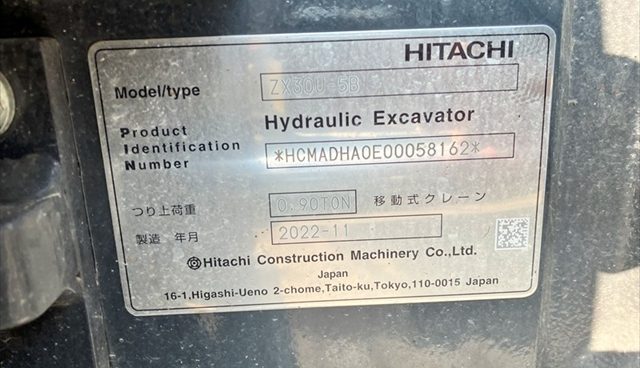 HITACHI
Model/type ZX30U-5B
Hydraulic Excavator
Product
Identification
Number *HCMADHA0E00058162*
つり上荷重 0.90TON 移動式クレーン
製造 年月 2022-11
Hitachi Construction Machinery Co.,Ltd.
Japan
16-1,Higashi-Ueno 2-chome,Taito-ku,Tokyo,110-0015 Japan